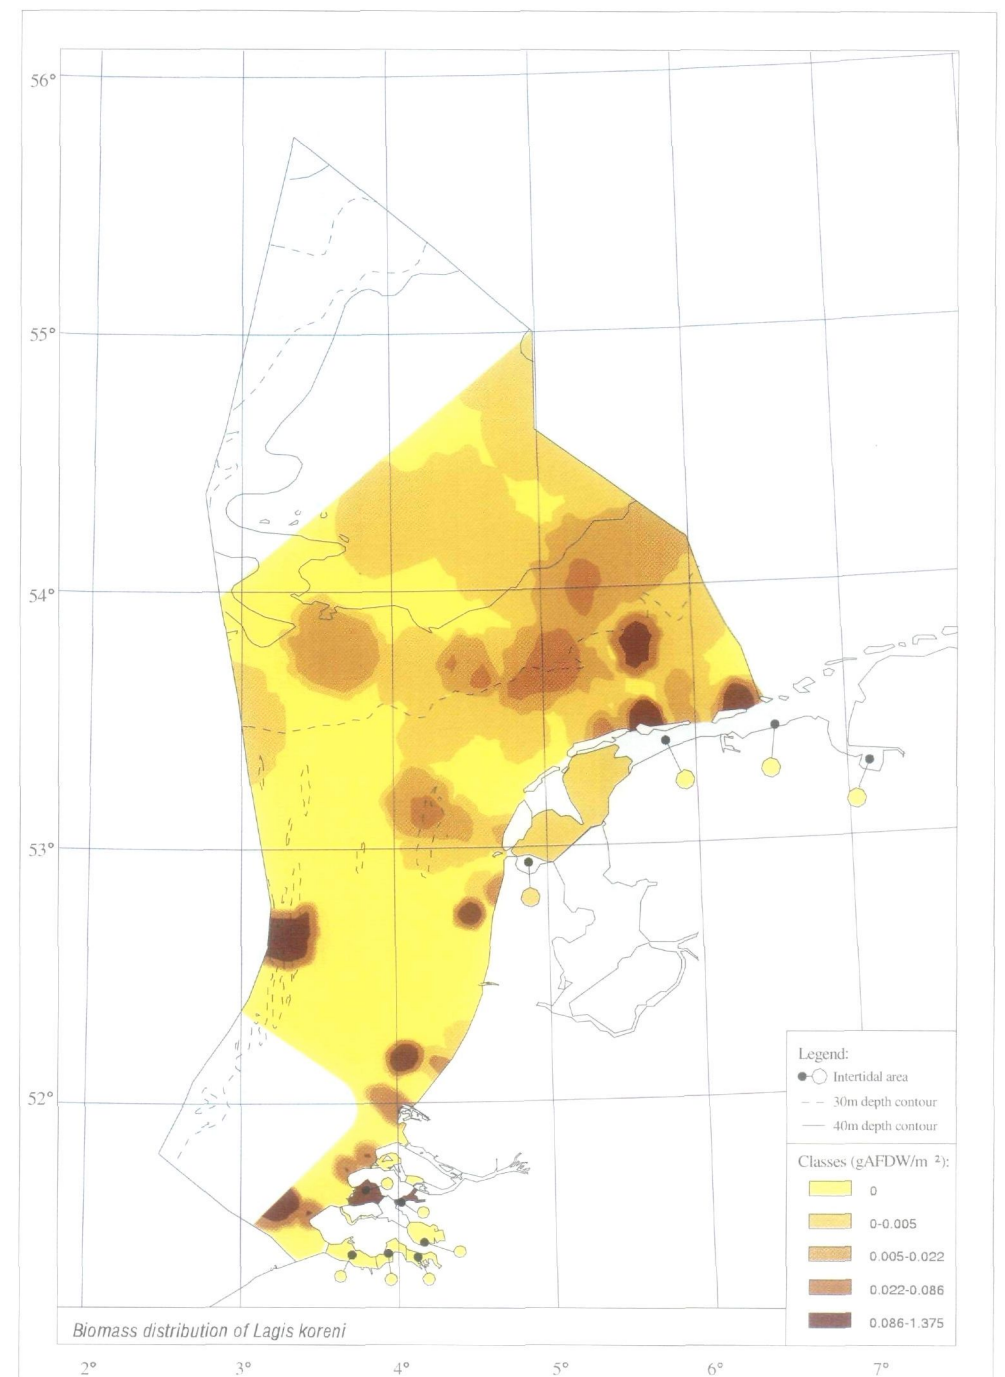 56°
55°
54°
53°
52°
Legend:
Intertidal area
30m depth contour
40m depth contour
Classes (gAFDW/m ²):
0
0-0.005
0.005-0.022
0.022-0.086
0.086-1.375
Biomass distribution of Lagis koreni
2° 3° 4° 5° 6° 7°